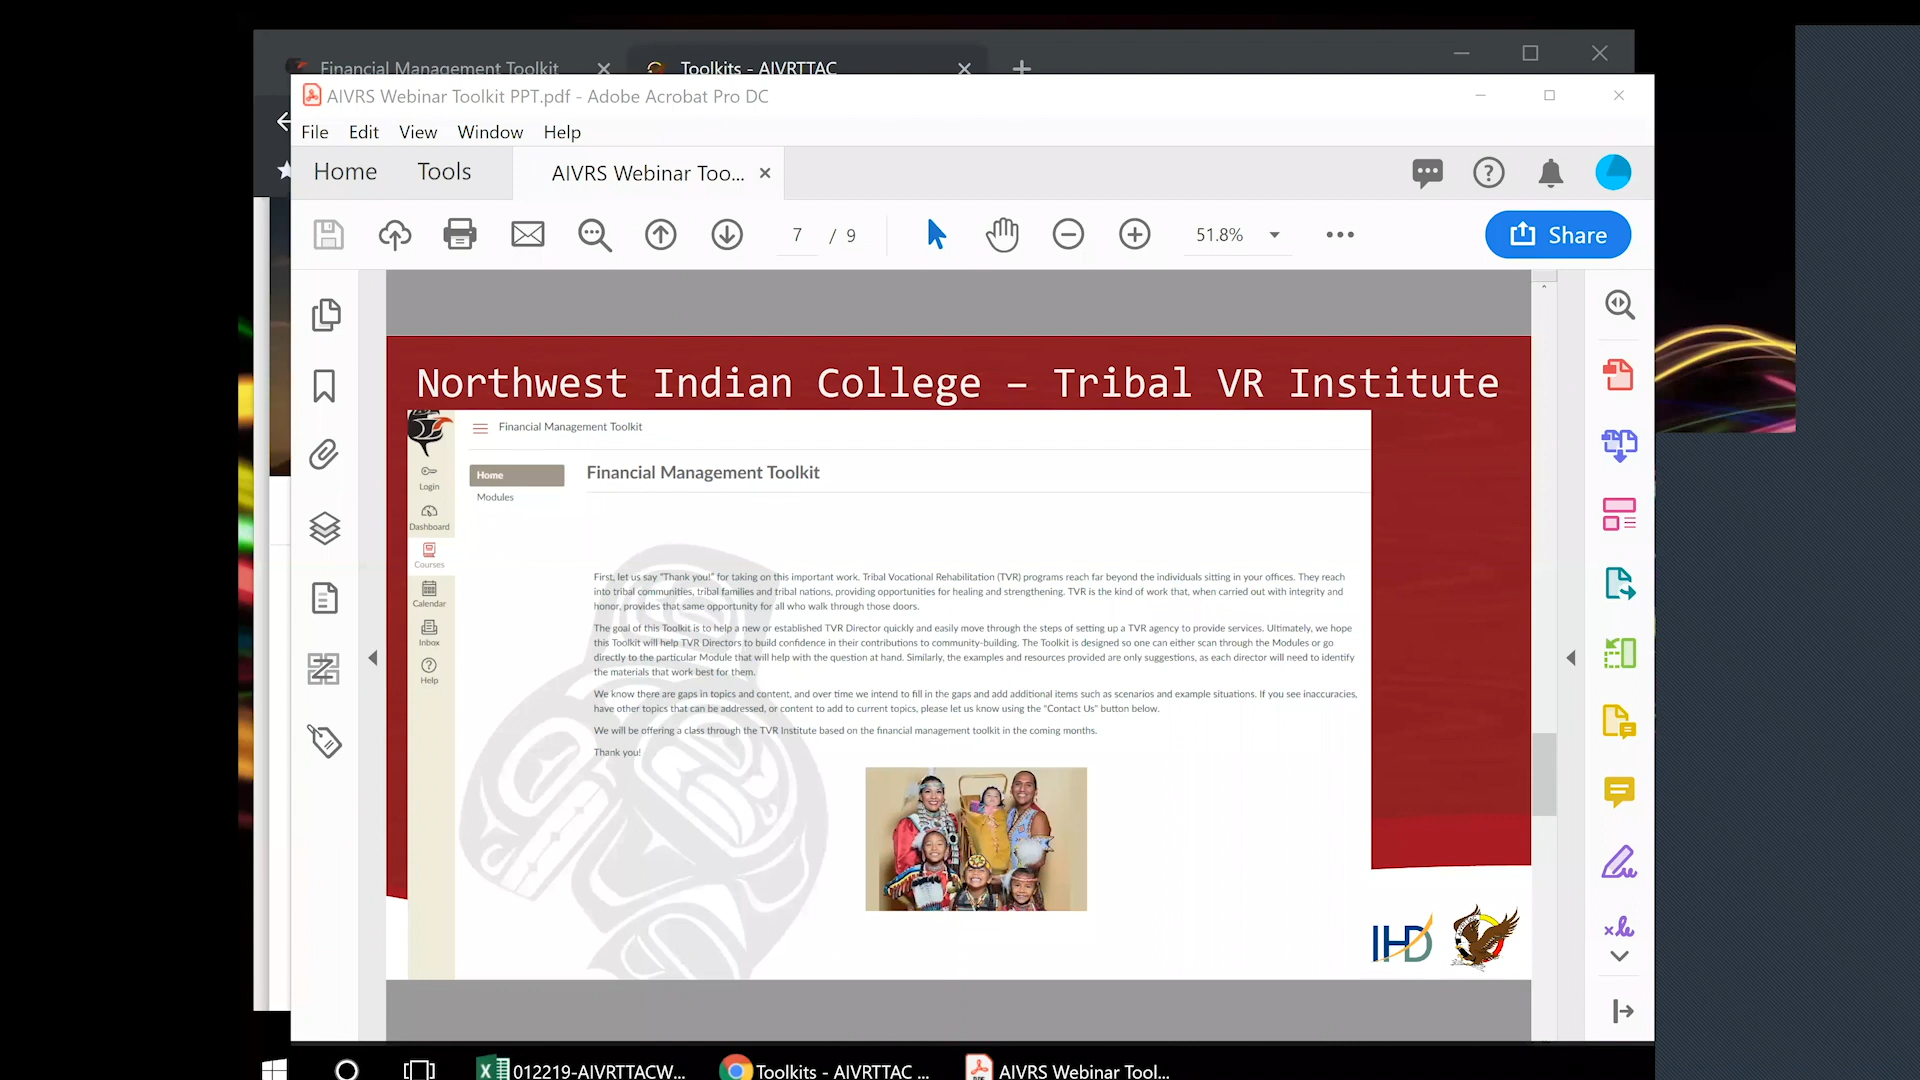 Financial Management Toolkit
Toolkits - AIVRTTAC
AIVRS Webinar Toolkit PPT.pdf - Adobe Acrobat Pro DC
File Edit View Window Help
Home Tools AIVRS Webinar Too...
7 / 9 51.8% Share
Northwest Indian College – Tribal VR Institute
Financial Management Toolkit
Login
Dashboard
Courses
Calendar
Inbox
Help
Home
Modules
Financial Management Toolkit
First, let us say "Thank you!" for taking on this important work. Tribal Vocational Rehabilitation (TVR) programs reach far beyond the individuals sitting in your offices. They reach
into tribal communities, tribal families and tribal nations, providing opportunities for healing and strengthening. TVR is the kind of work that, when carried out with integrity and
honor, provides that same opportunity for all who walk through those doors.
The goal of this Toolkit is to help a new or established TVR Director quickly and easily move through the steps of setting up a TVR agency to provide services. Ultimately, we hope
this Toolkit will help TVR Directors to build confidence in their contributions to community-building. The Toolkit is designed so one can either scan through the Modules or go
directly to the particular Module that will help with the question at hand. Similarly, the examples and resources provided are only suggestions, as each director will need to identify
the materials that work best for them.
We know there are gaps in topics and content, and over time we intend to fill in the gaps and add additional items such as scenarios and example situations. If you see inaccuracies,
have other topics that can be addressed, or content to add to current topics, please let us know using the "Contact Us" button below.
We will be offering a class through the TVR Institute based on the financial management toolkit in the coming months.
Thank you!
IHD
012219-AIVRTTACW... Toolkits - AIVRTTAC ... AIVRS Webinar Tool...